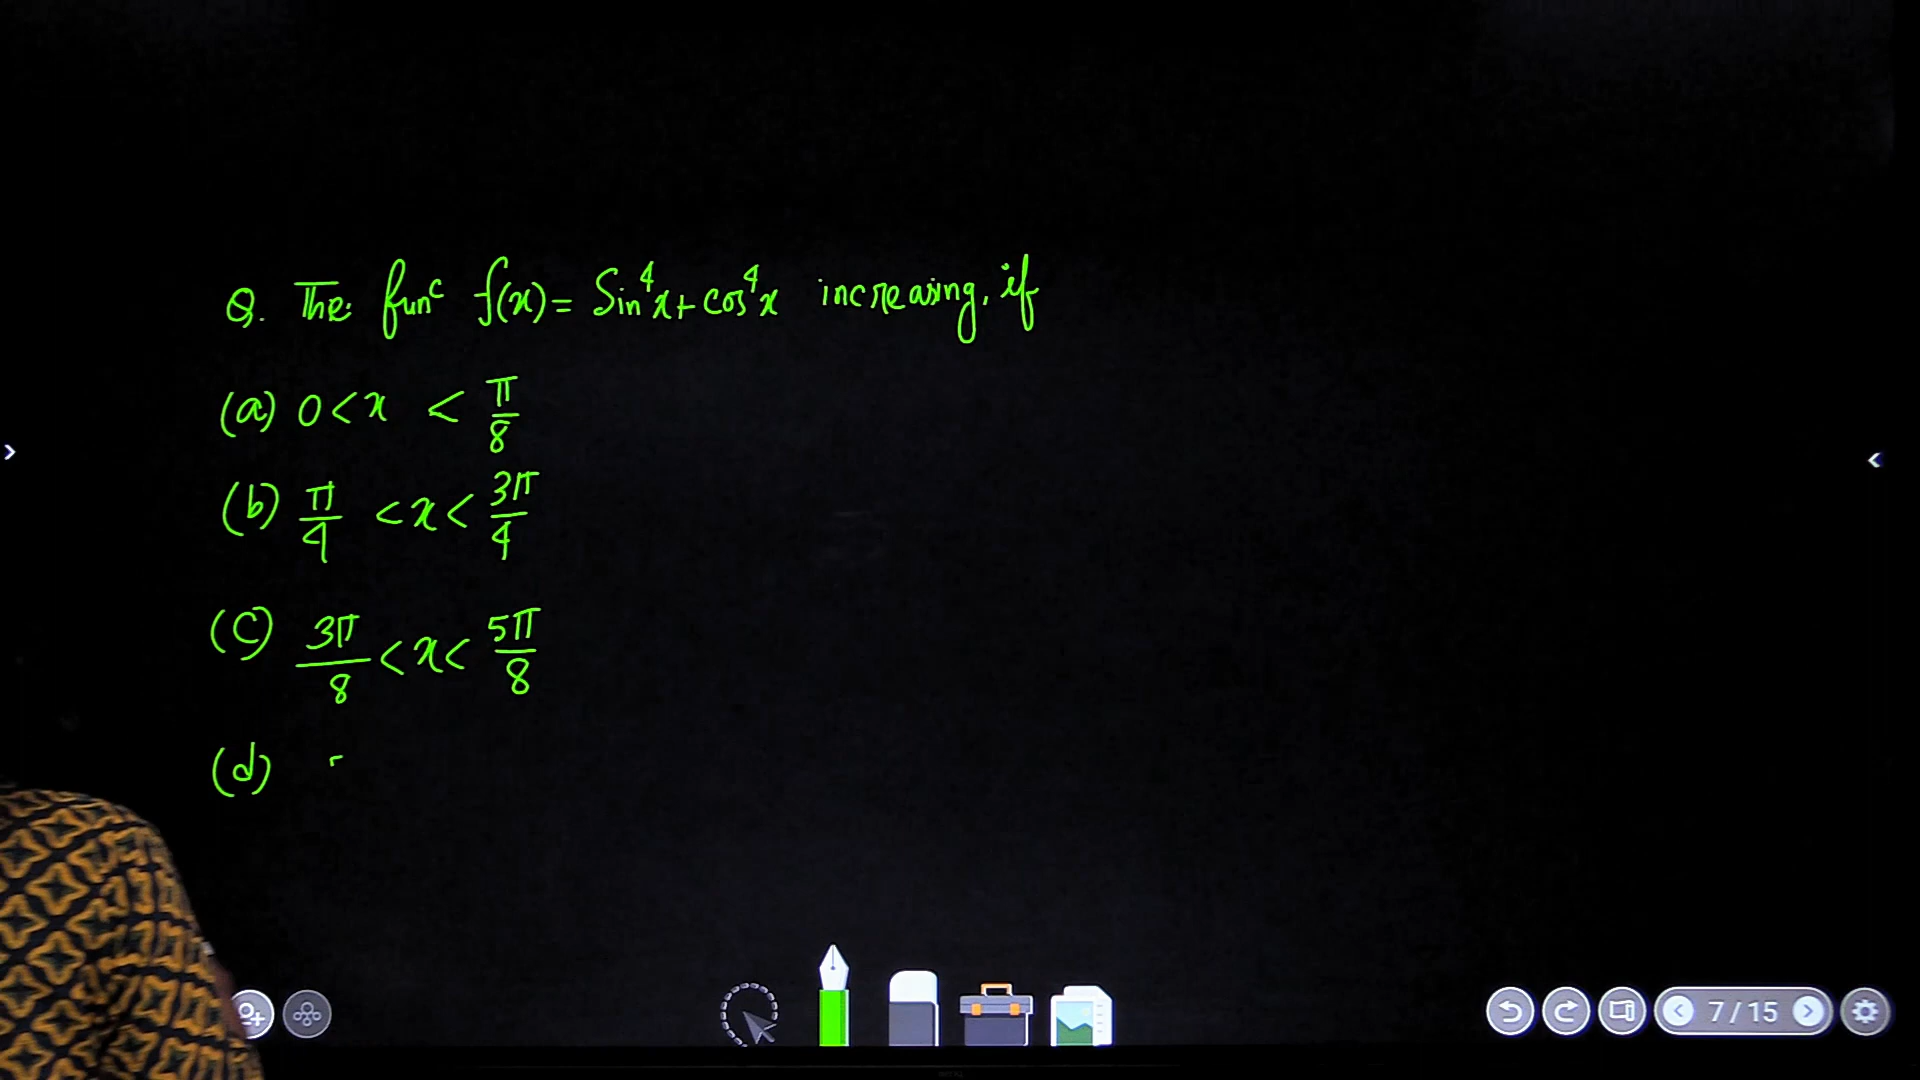 Q. The func f(x) = Sin⁴x + cos⁴x increasing, if
(a) 0 < x < π/8
(b) π/4 < x < 3π/4
(c) 3π/8 < x < 5π/8
(d)
7/15